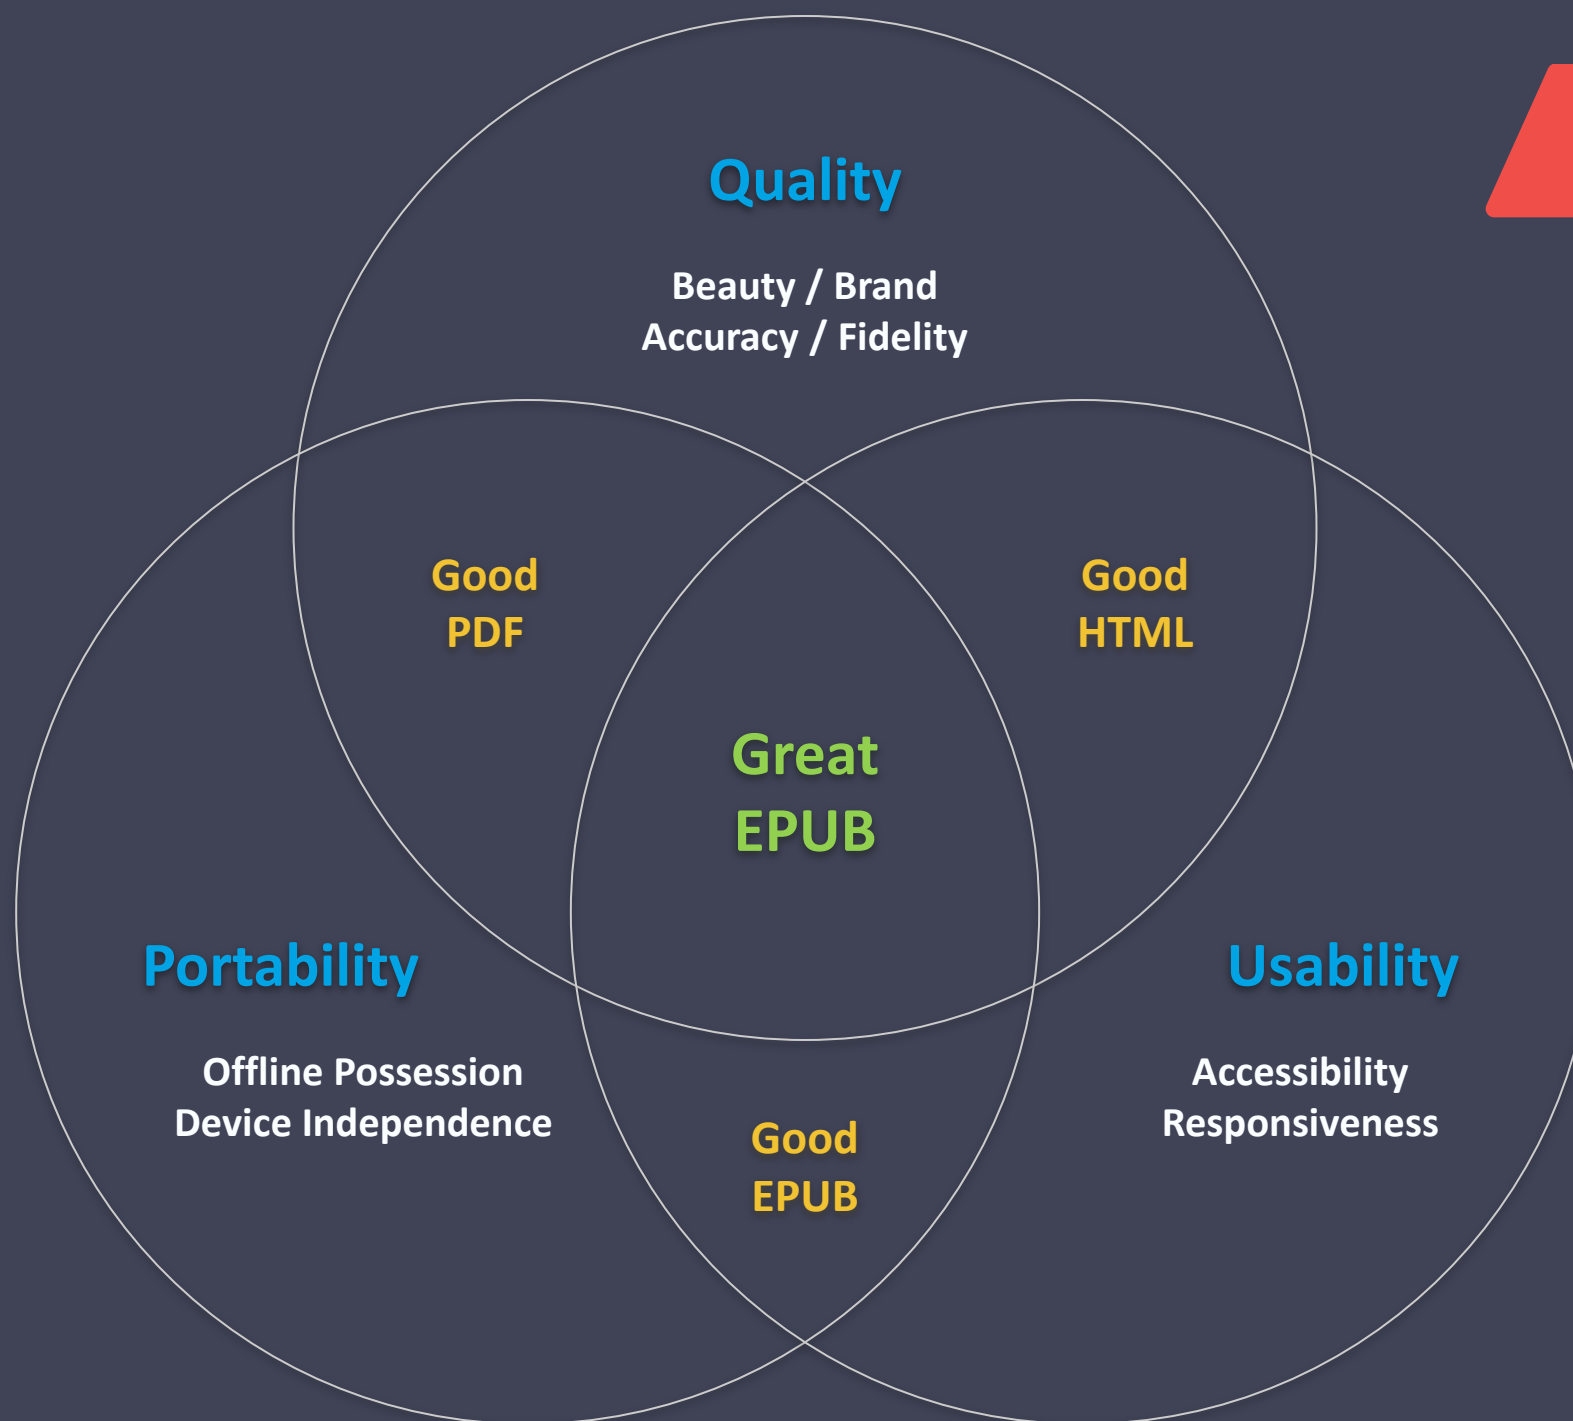 Quality
Beauty / Brand
Accuracy / Fidelity
Good
PDF
Good
HTML
Great
EPUB
Portability
Offline Possession
Device Independence
Usability
Accessibility
Responsiveness
Good
EPUB